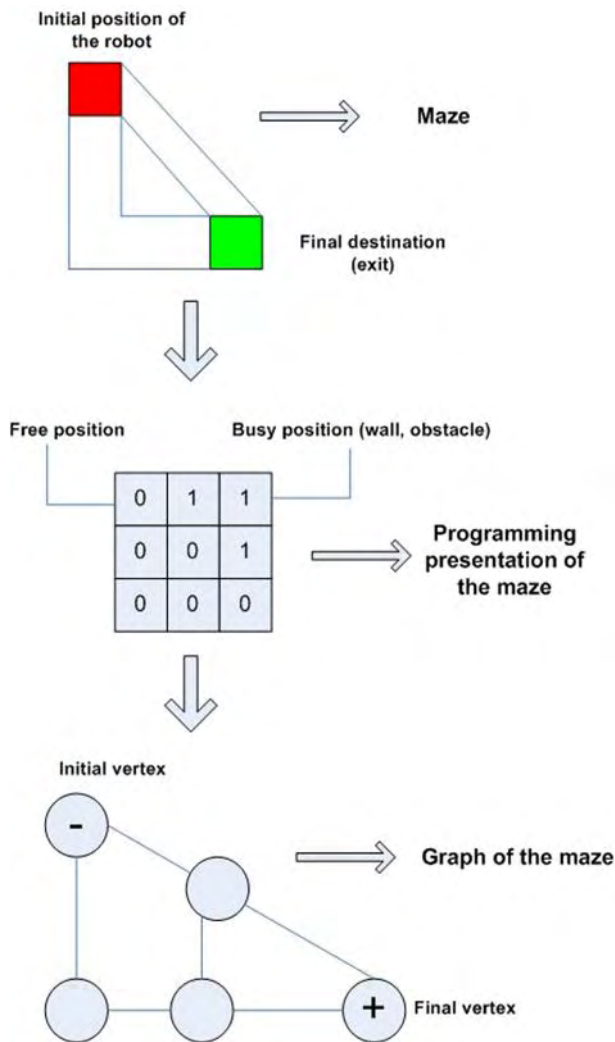 Initial position of
the robot
Maze
Final destination
(exit)
Free position
Busy position (wall, obstacle)
0 1 1
0 0 1
0 0 0
Programming
presentation of
the maze
Initial vertex
-
Graph of the maze
+
Final vertex